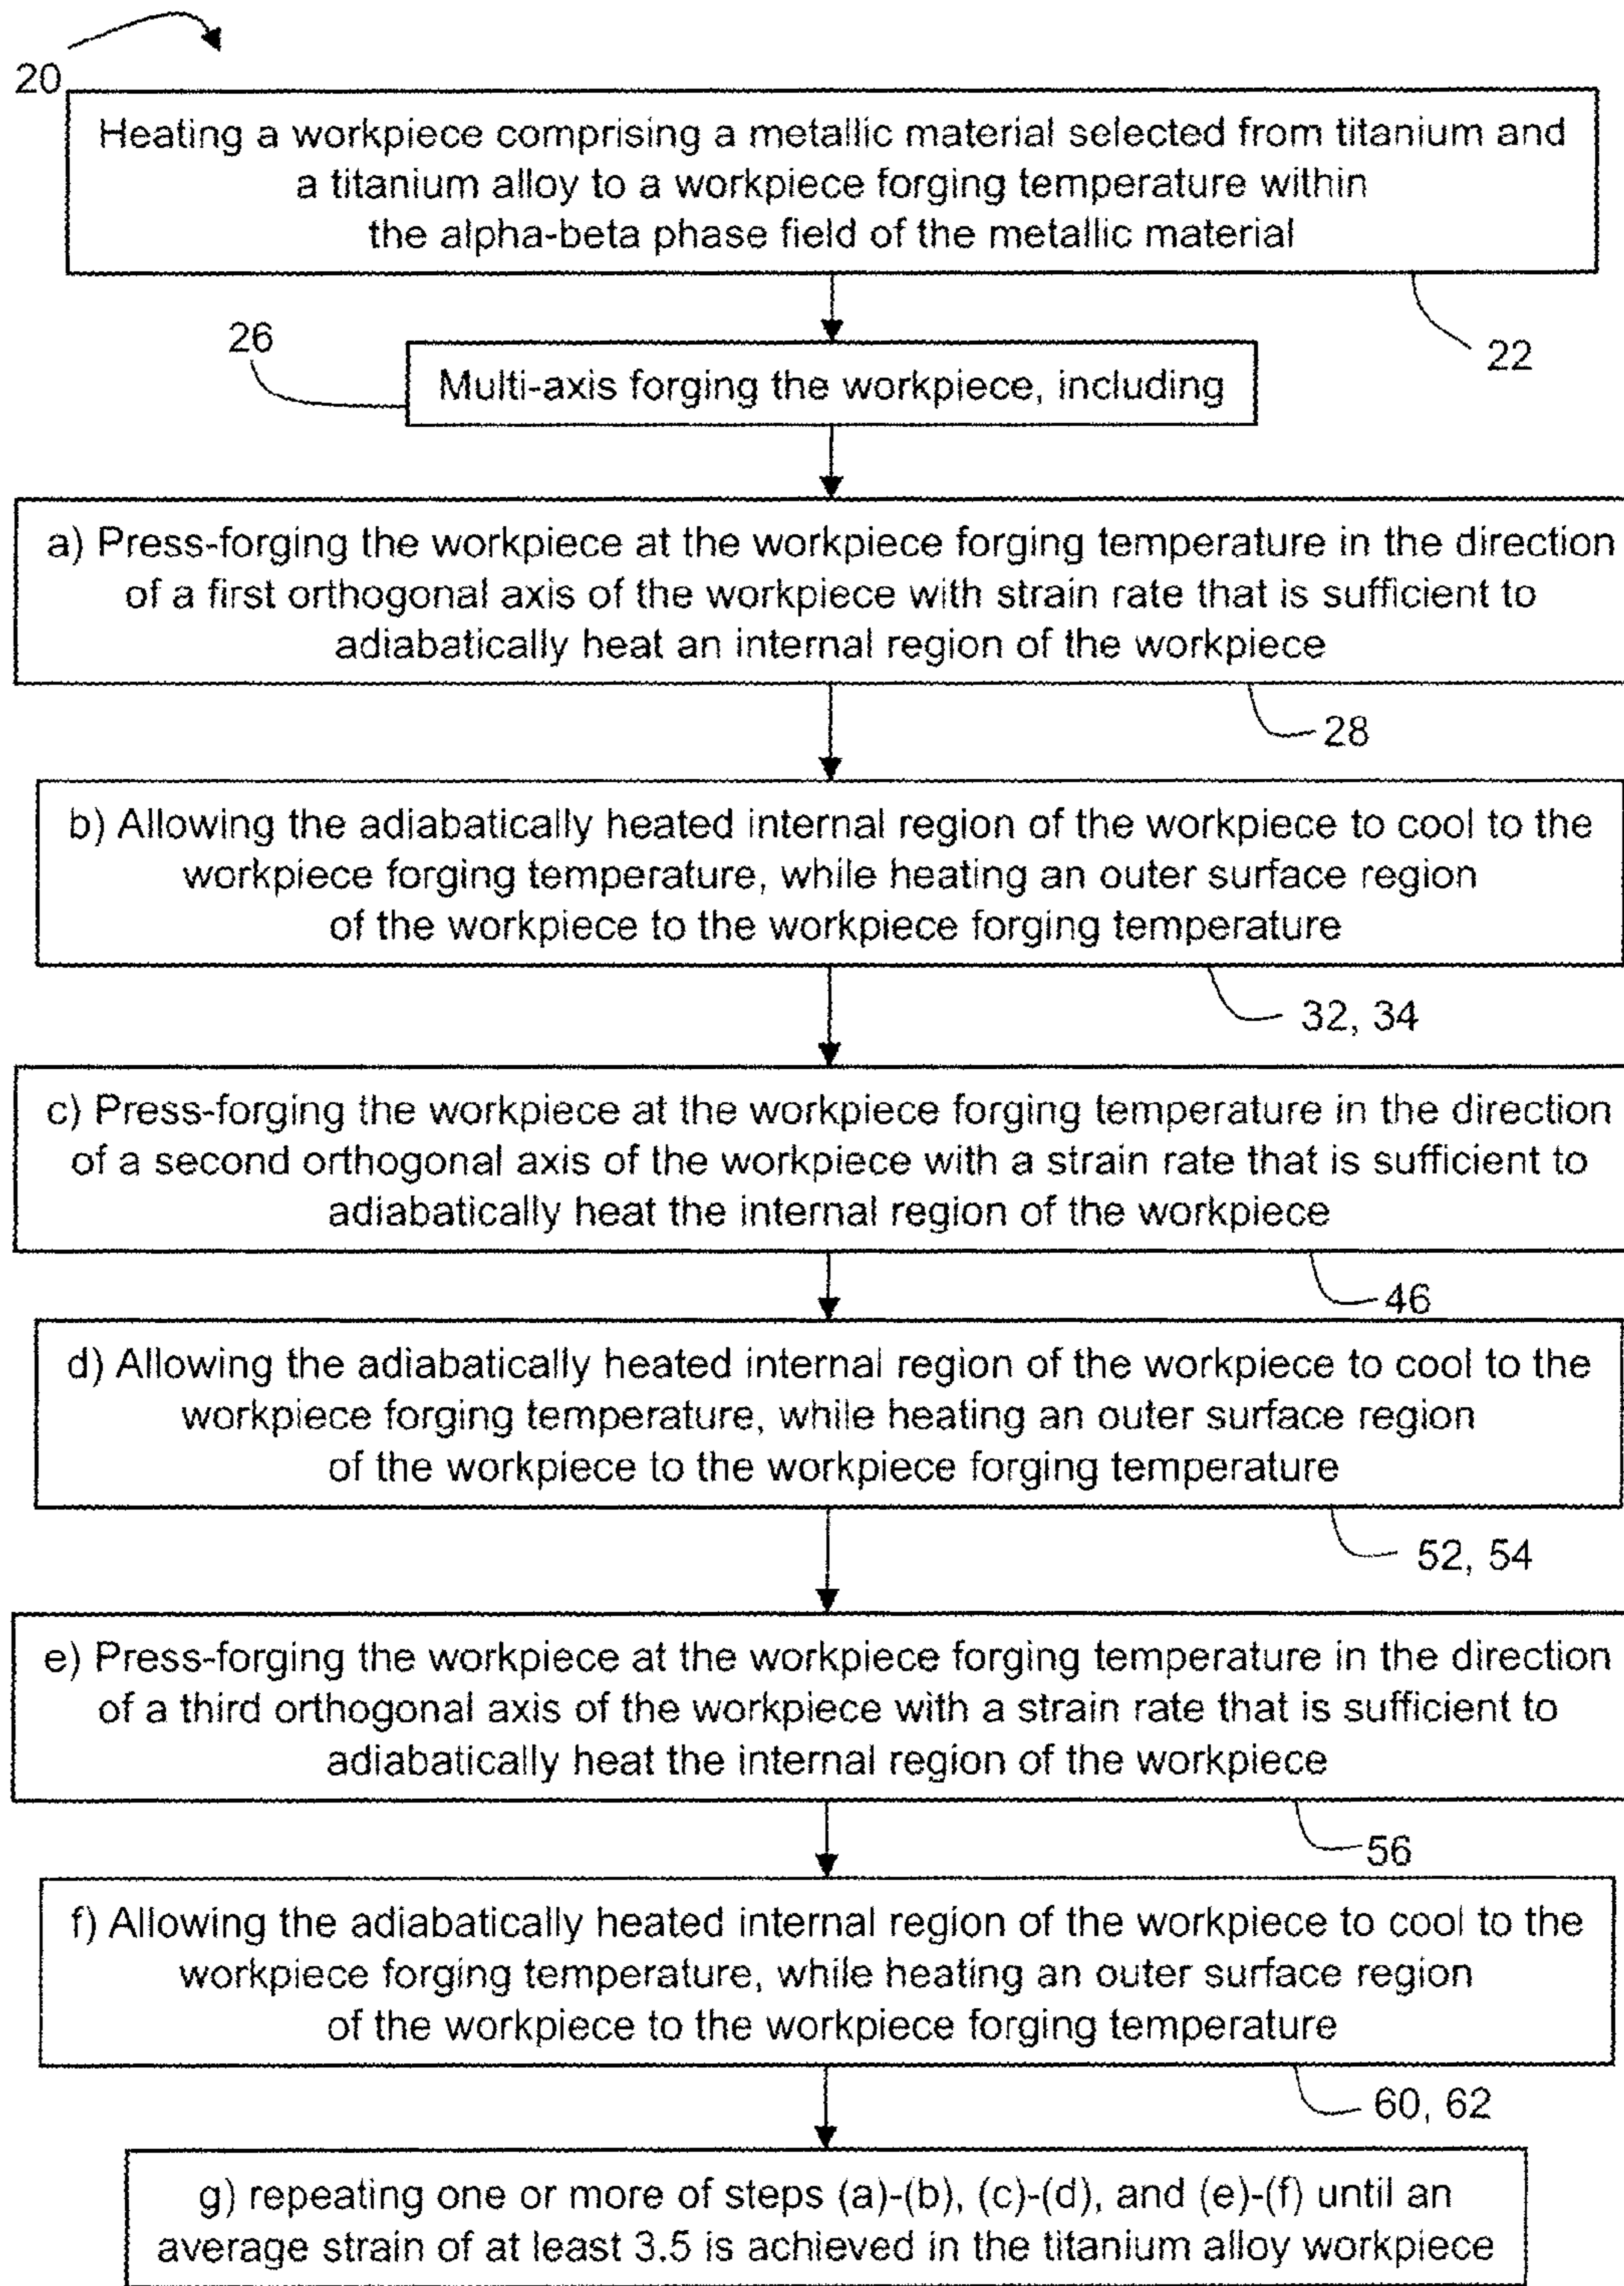 20
Heating a workpiece comprising a metallic material selected from titanium and
a titanium alloy to a workpiece forging temperature within
the alpha-beta phase field of the metallic material
22
26
Multi-axis forging the workpiece, including
a) Press-forging the workpiece at the workpiece forging temperature in the direction
of a first orthogonal axis of the workpiece with strain rate that is sufficient to
adiabatically heat an internal region of the workpiece
28
b) Allowing the adiabatically heated internal region of the workpiece to cool to the
workpiece forging temperature, while heating an outer surface region
of the workpiece to the workpiece forging temperature
32, 34
c) Press-forging the workpiece at the workpiece forging temperature in the direction
of a second orthogonal axis of the workpiece with a strain rate that is sufficient to
adiabatically heat the internal region of the workpiece
46
d) Allowing the adiabatically heated internal region of the workpiece to cool to the
workpiece forging temperature, while heating an outer surface region
of the workpiece to the workpiece forging temperature
52, 54
e) Press-forging the workpiece at the workpiece forging temperature in the direction
of a third orthogonal axis of the workpiece with a strain rate that is sufficient to
adiabatically heat the internal region of the workpiece
56
f) Allowing the adiabatically heated internal region of the workpiece to cool to the
workpiece forging temperature, while heating an outer surface region
of the workpiece to the workpiece forging temperature
60, 62
g) repeating one or more of steps (a)-(b), (c)-(d), and (e)-(f) until an
average strain of at least 3.5 is achieved in the titanium alloy workpiece